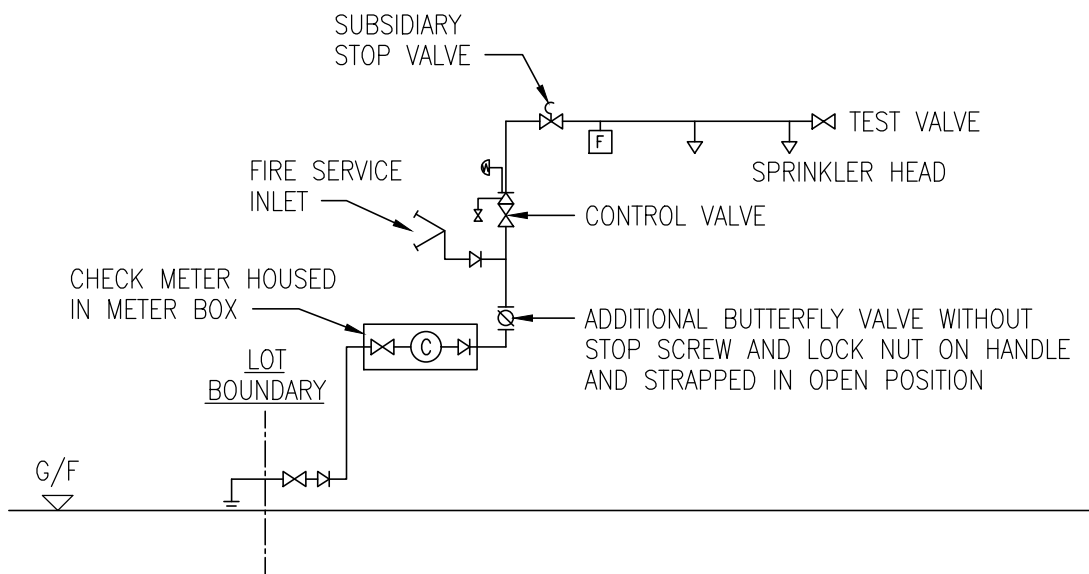 SUBSIDIARY
STOP VALVE
TEST VALVE
F
SPRINKLER HEAD
FIRE SERVICE
INLET
CONTROL VALVE
CHECK METER HOUSED
IN METER BOX
ADDITIONAL BUTTERFLY VALVE WITHOUT
STOP SCREW AND LOCK NUT ON HANDLE
AND STRAPPED IN OPEN POSITION
C
LOT
BOUNDARY
G/F